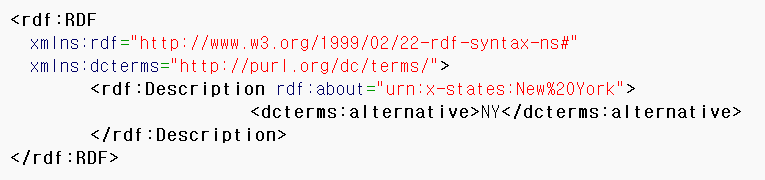 <rdf:RDF
xmlns:rdf="http://www.w3.org/1999/02/22-rdf-syntax-ns#"
xmlns:dcterms="http://purl.org/dc/terms/">
<rdf:Description rdf:about="urn:x-states:New%20York">
<dcterms:alternative>NY</dcterms:alternative>
</rdf:Description>
</rdf:RDF>